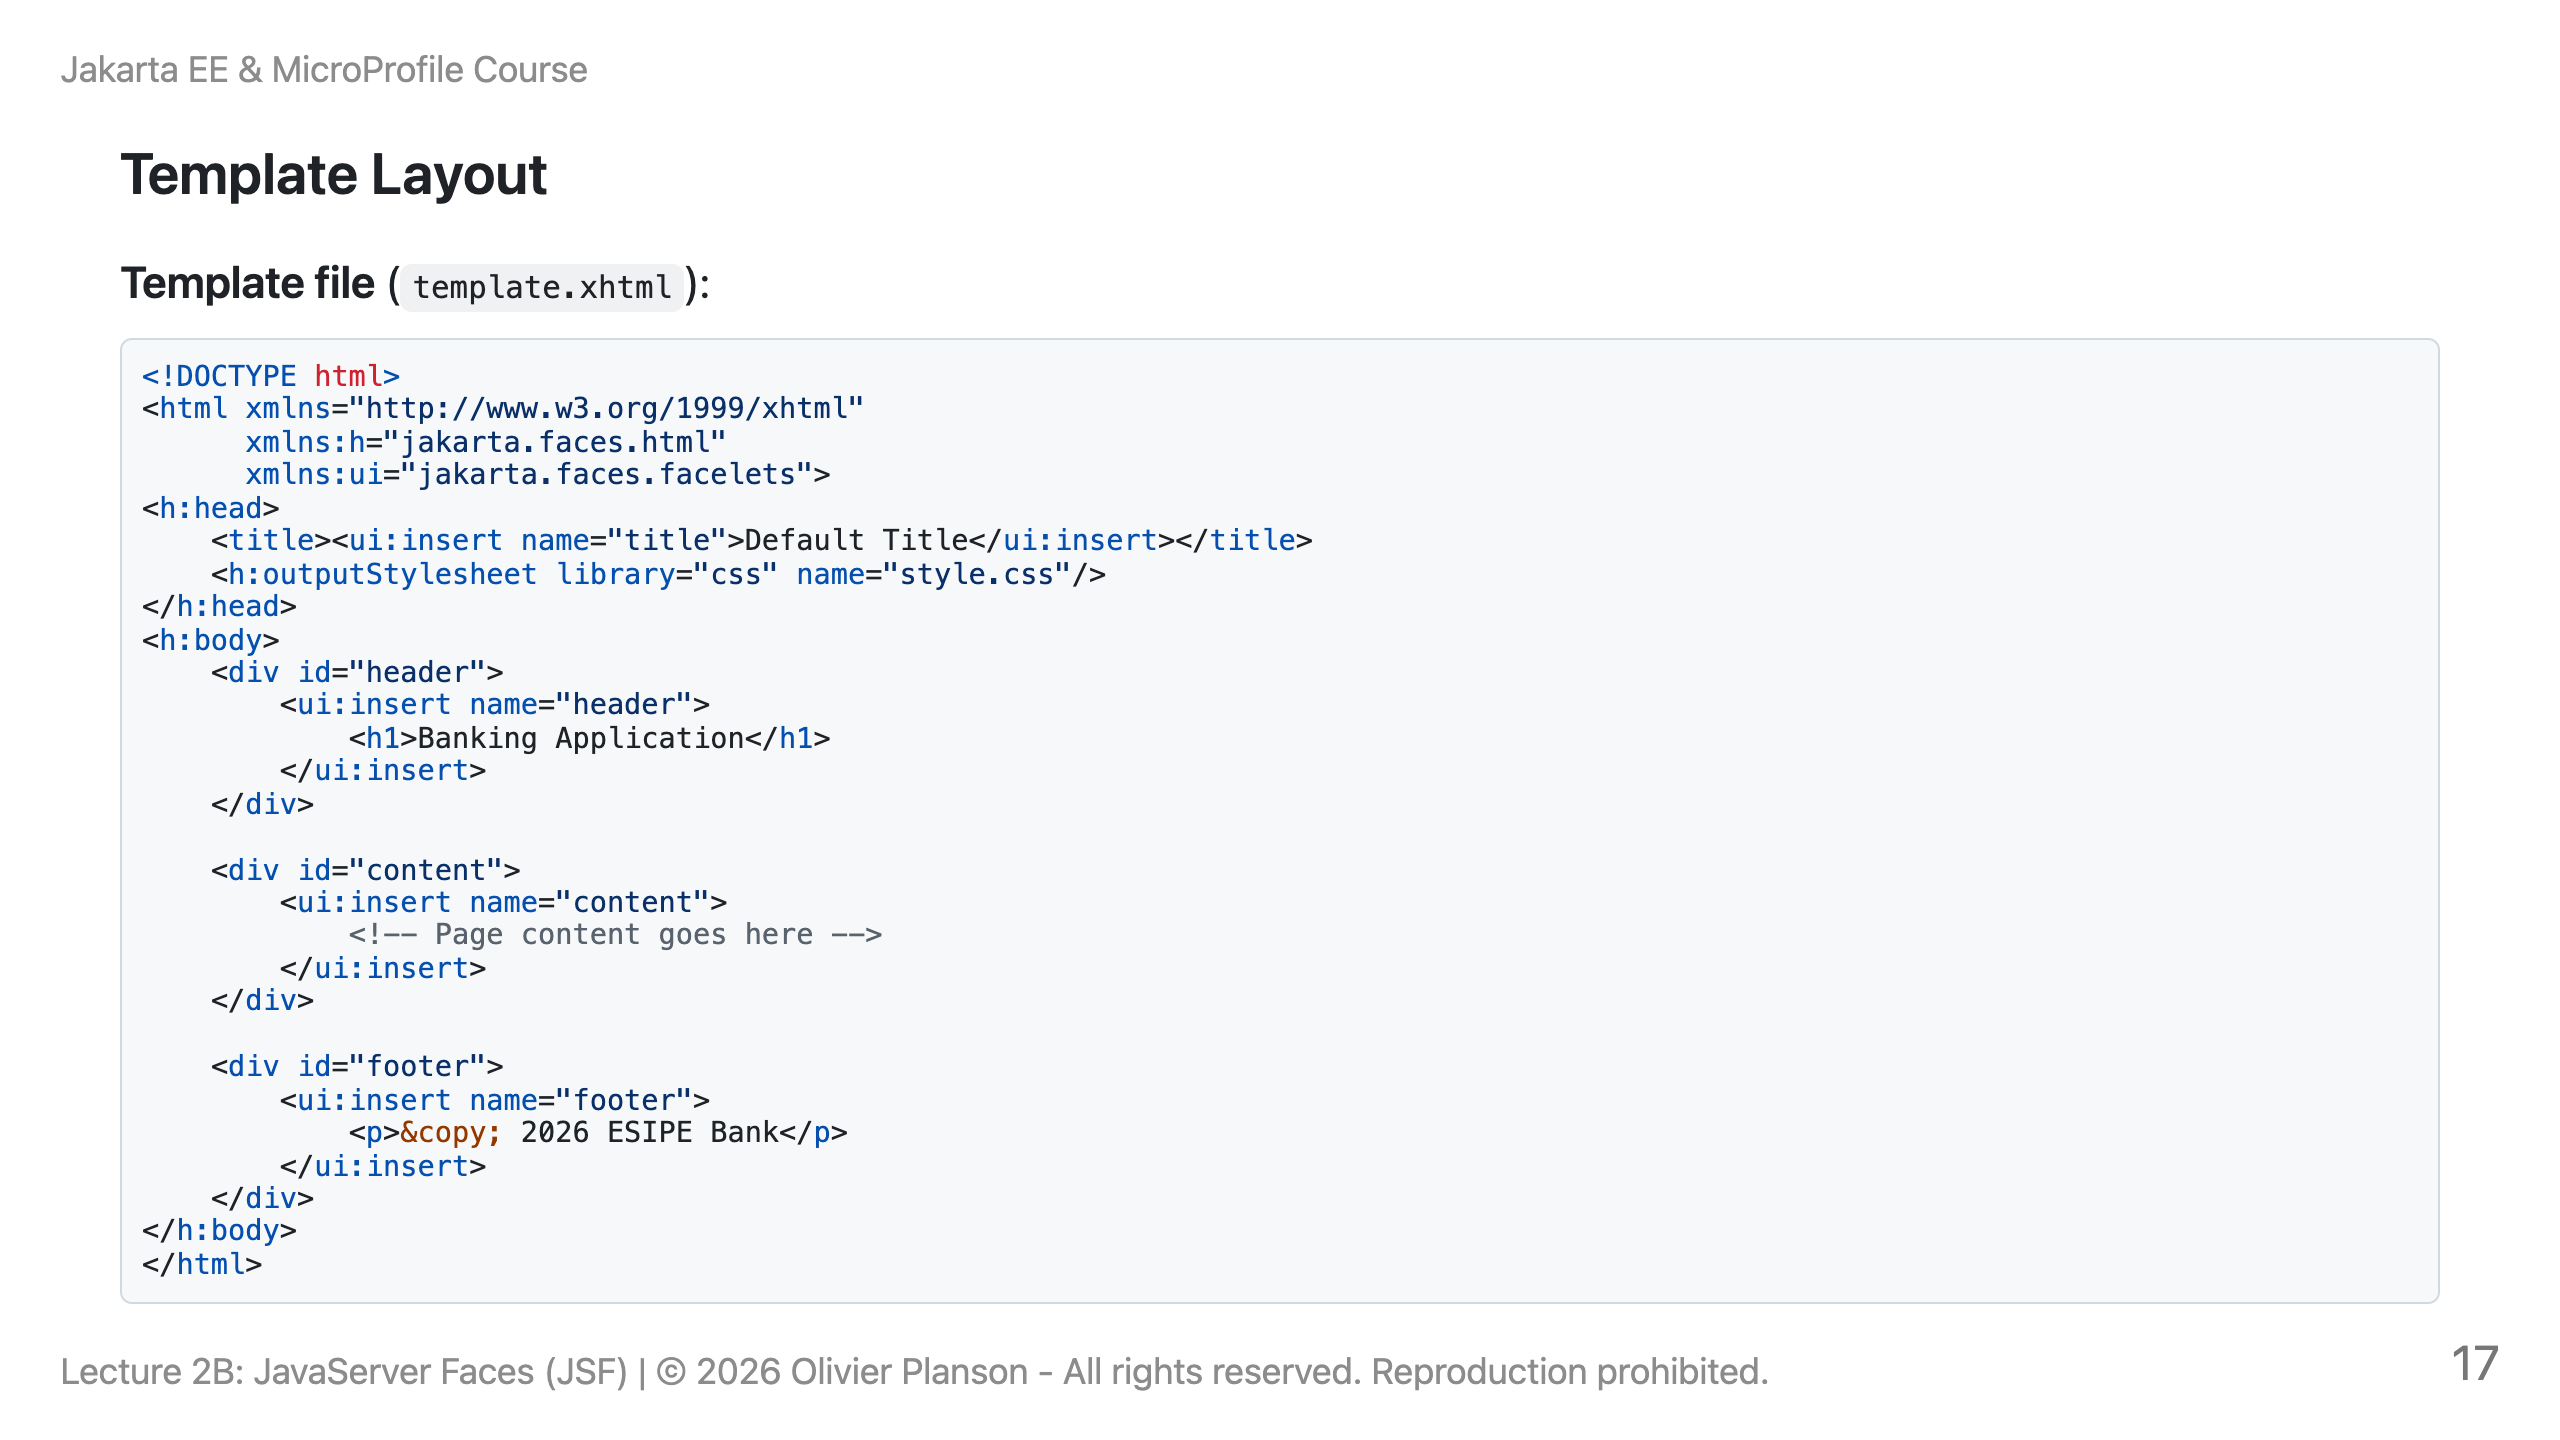 Jakarta EE & MicroProfile Course
Template Layout
Template file (template.xhtml):
<!DOCTYPE html>
<html xmlns="http://www.w3.org/1999/xhtml"
      xmlns:h="jakarta.faces.html"
      xmlns:ui="jakarta.faces.facelets">
<h:head>
    <title><ui:insert name="title">Default Title</ui:insert></title>
    <h:outputStylesheet library="css" name="style.css"/>
</h:head>
<h:body>
    <div id="header">
        <ui:insert name="header">
            <h1>Banking Application</h1>
        </ui:insert>
    </div>

    <div id="content">
        <ui:insert name="content">
            <!-- Page content goes here -->
        </ui:insert>
    </div>

    <div id="footer">
        <ui:insert name="footer">
            <p>&copy; 2026 ESIPE Bank</p>
        </ui:insert>
    </div>
</h:body>
</html>
Lecture 2B: JavaServer Faces (JSF) | © 2026 Olivier Planson - All rights reserved. Reproduction prohibited.
17